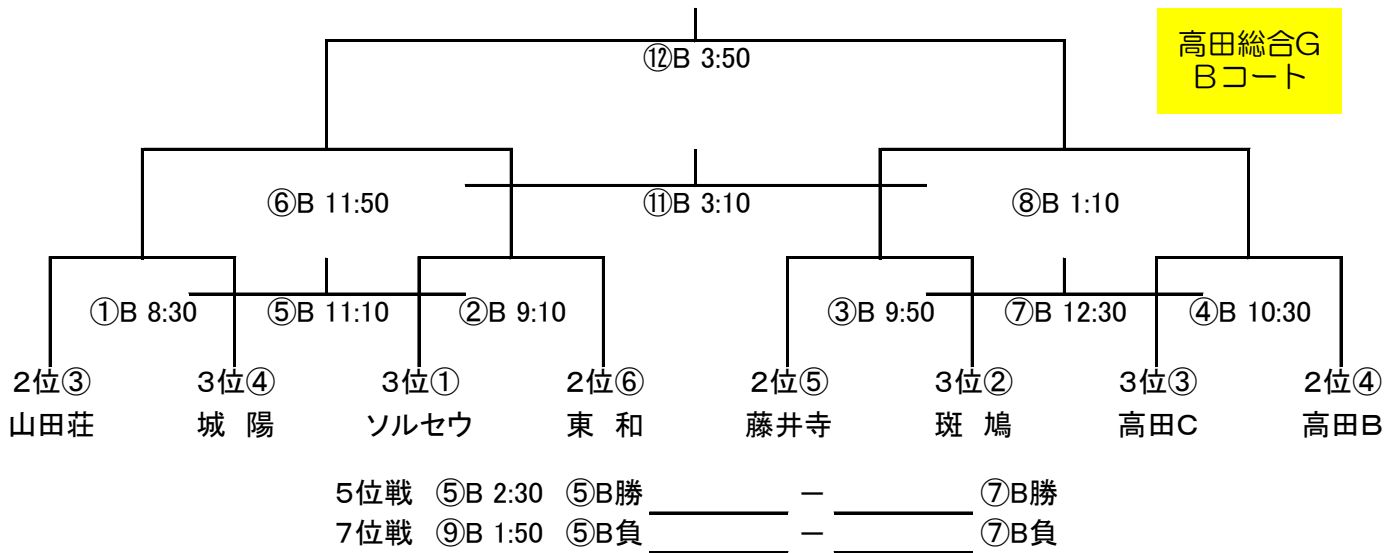 高田総合G
Bコート
⑫B 3:50
⑥B 11:50 ⑪B 3:10 ⑧B 1:10
①B 8:30 ⑤B 11:10 ②B 9:10 ③B 9:50 ⑦B 12:30 ④B 10:30
2位③ 3位④ 3位① 2位⑥ 2位⑤ 3位② 3位③ 2位④
山田荘 城 陽 ソルセウ 東 和 藤井寺 斑 鳩 高田C 高田B
5位戦 ⑤B 2:30 ⑤B勝 － ⑦B勝
7位戦 ⑨B 1:50 ⑤B負 － ⑦B負